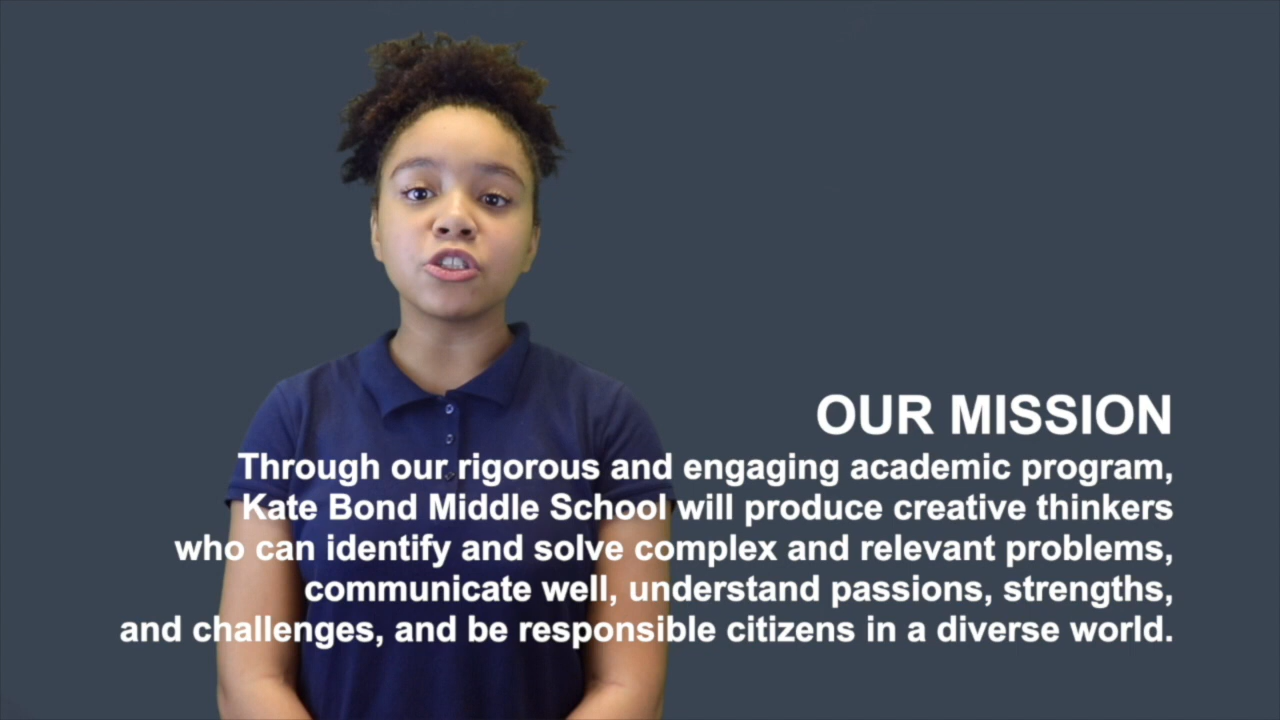 OUR MISSION
Through our rigorous and engaging academic program,
Kate Bond Middle School will produce creative thinkers
who can identify and solve complex and relevant problems,
communicate well, understand passions, strengths,
and challenges, and be responsible citizens in a diverse world.